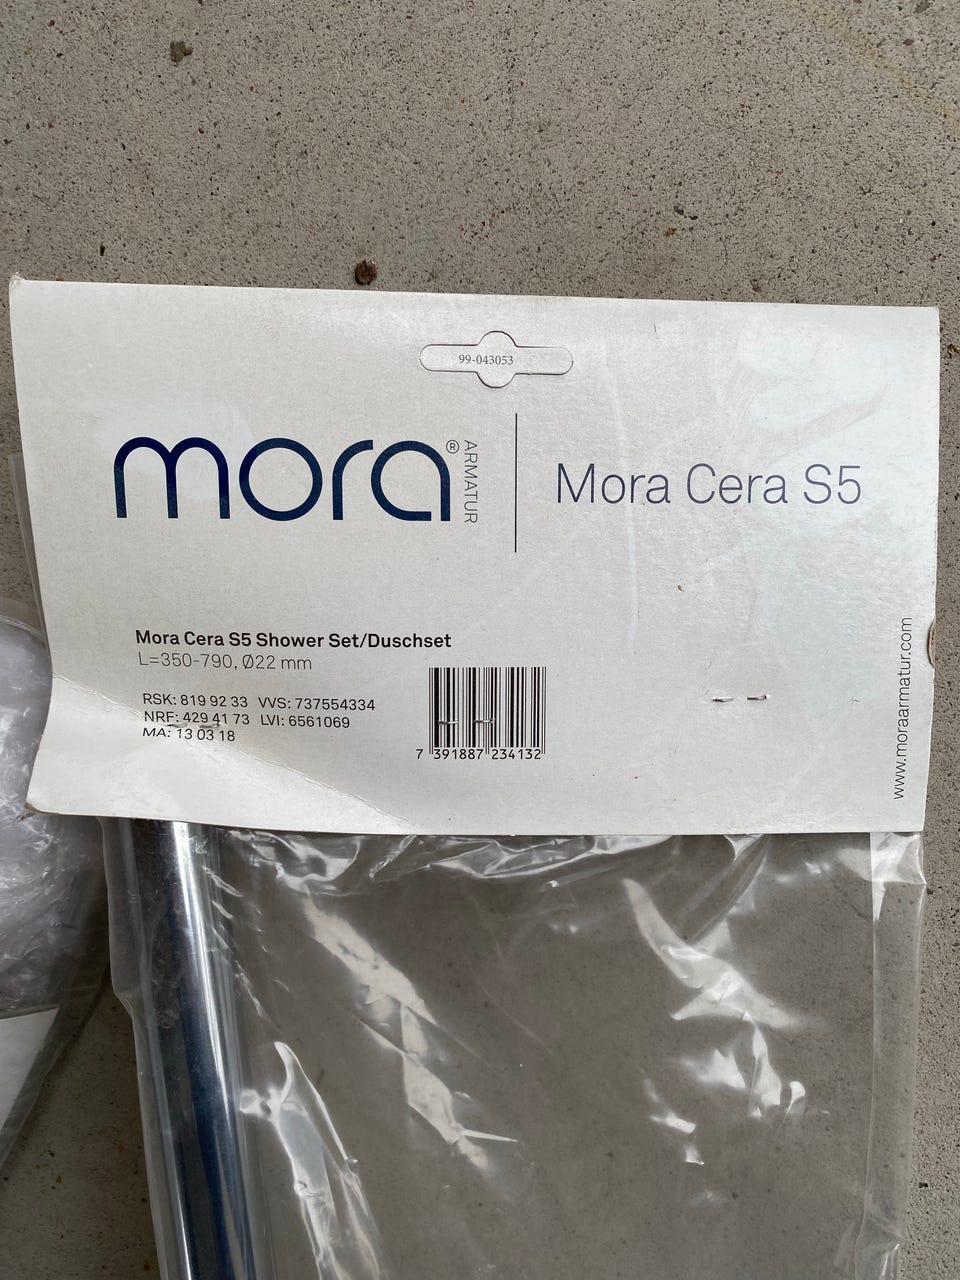 99-043053
mora® ARMATUR
Mora Cera S5
Mora Cera S5 Shower Set/Duschset
L=350-790, Ø22 mm
RSK: 819 92 33 VVS: 737554334
NRF: 429 41 73 LVI: 6561069
MA: 13 03 18
7 391887 234132
www.moraarmatur.com